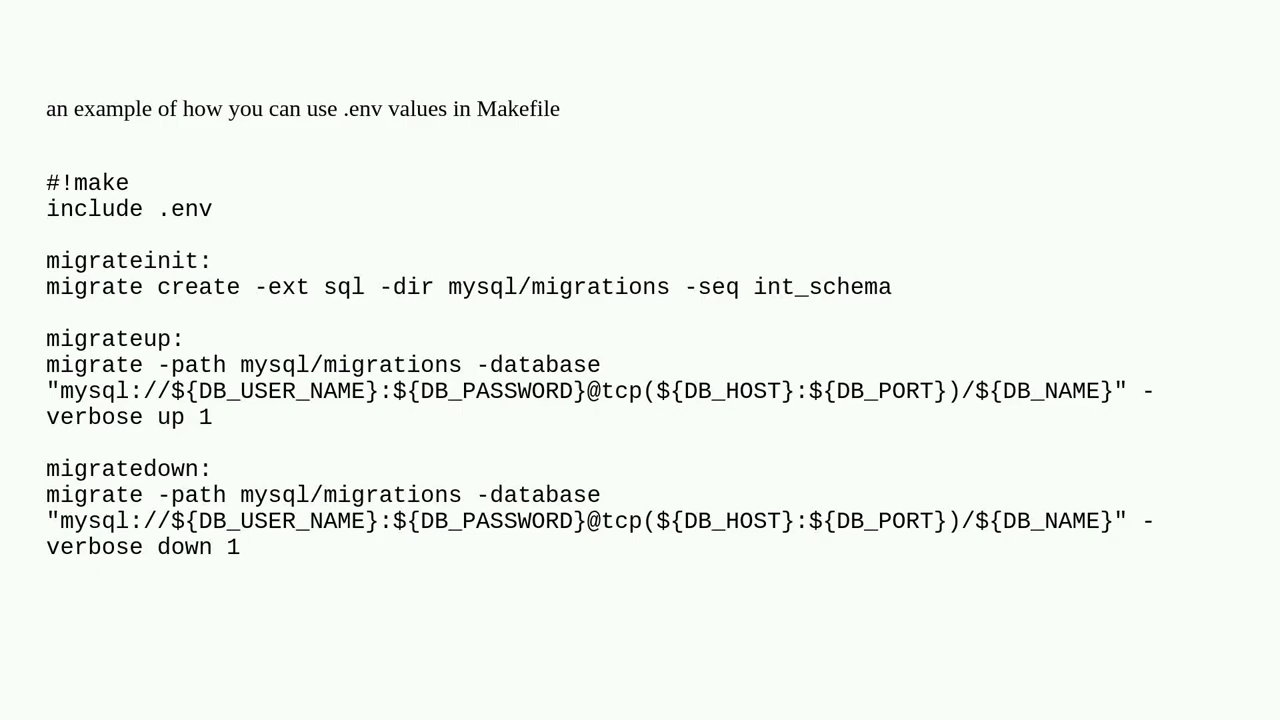 an example of how you can use .env values in Makefile
#!make
include .env
migrateinit:
migrate create -ext sql -dir mysql/migrations -seq int_schema
migrateup:
migrate -path mysql/migrations -database
"mysql://${DB_USER_NAME}:${DB_PASSWORD}@tcp(${DB_HOST}:${DB_PORT})/${DB_NAME}" -
verbose up 1
migratedown:
migrate -path mysql/migrations -database
"mysql://${DB_USER_NAME}:${DB_PASSWORD}@tcp(${DB_HOST}:${DB_PORT})/${DB_NAME}" -
verbose down 1